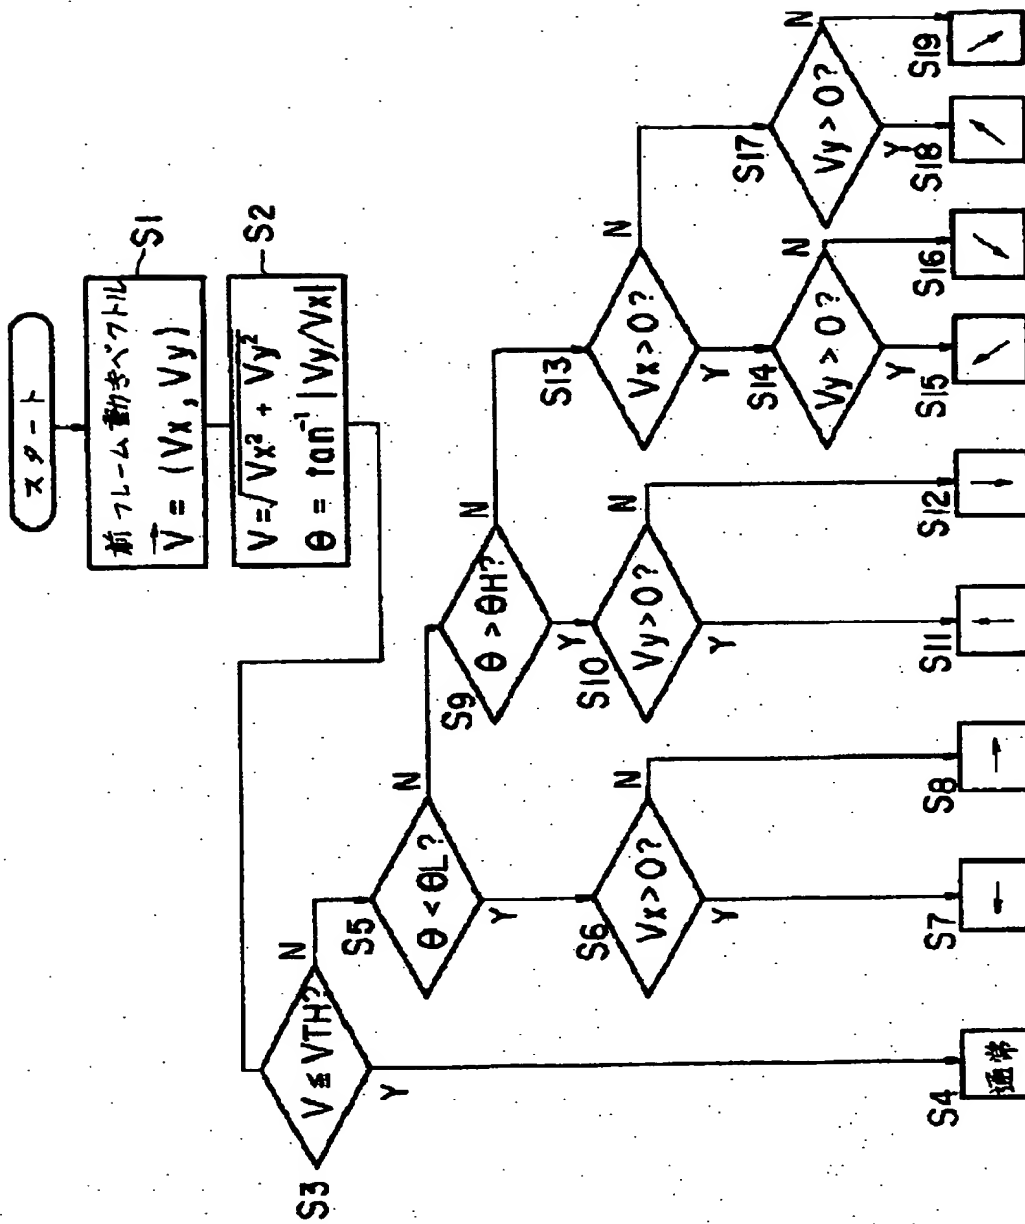 スタート
前フレーム動きベクトル
V = (Vx, Vy)
S1
V=√Vx² + Vy²
θ = tan⁻¹ |Vy/Vx|
S2
S3
V ≦ VTH?
N
Y
S5
θ < θL?
N
Y
S9
θ > θH?
N
Y
S13
Vx > 0?
N
Y
S17
Vy > 0?
N
Y
S6
Vx > 0?
N
Y
S10
Vy > 0?
N
Y
S14
Vy > 0?
N
Y
S4
通常
S7
←
S8
→
S11
↑
S12
↓
S15
↖
S16
↙
S18
↗
S19
↘